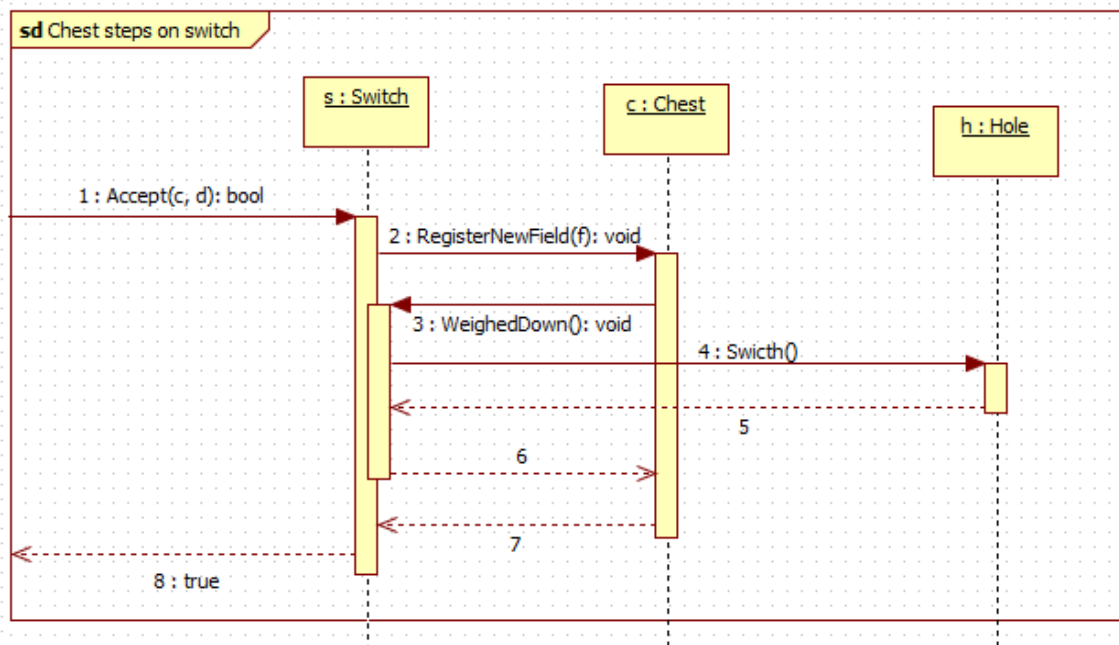 sd Chest steps on switch
s : Switch
c : Chest
h : Hole
1 : Accept(c, d): bool
2 : RegisterNewField(f): void
3 : WeighedDown(): void
4 : Swicth()
5
6
7
8 : true